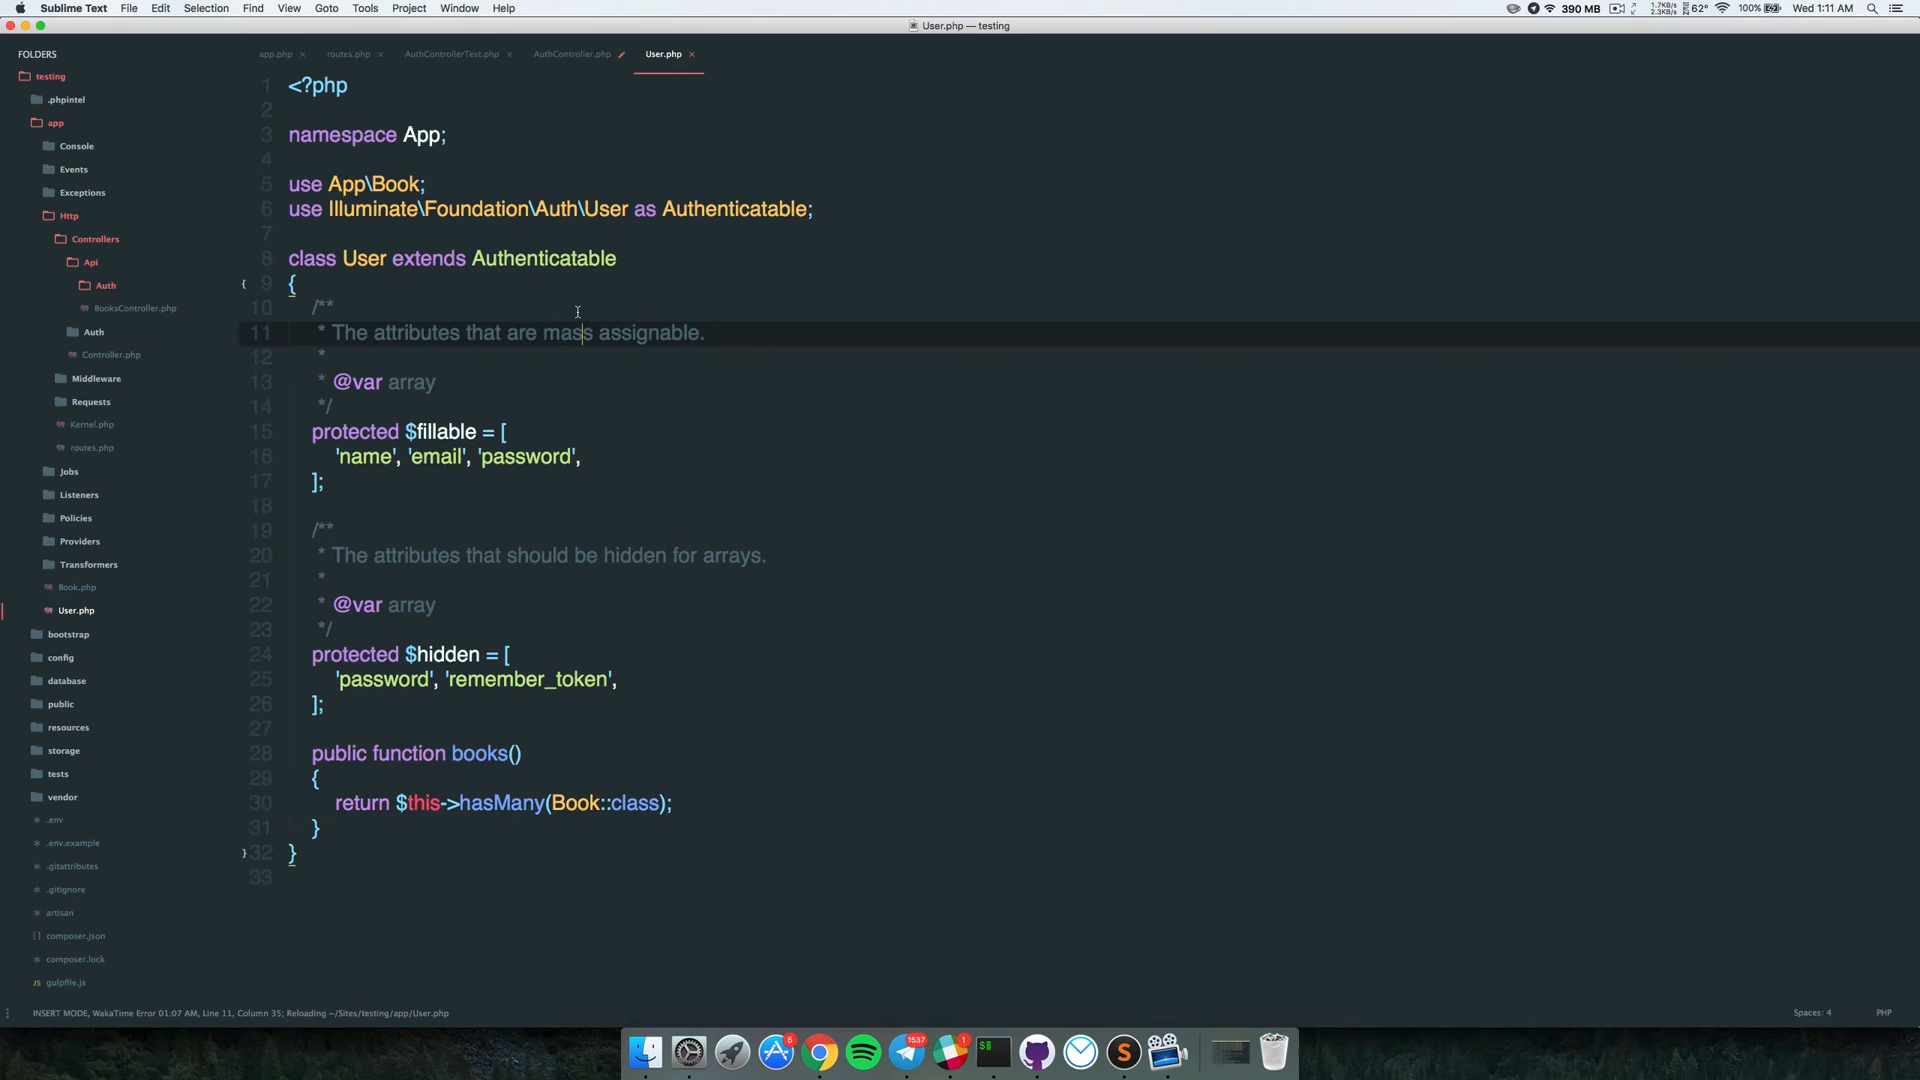 Sublime Text File Edit Selection Find View Goto Tools Project Window Help
390 MB 1.7KB/s 2.3KB/s 62° 100% Wed 1:11 AM
User.php — testing
FOLDERS
testing
.phpintel
app
Console
Events
Exceptions
Http
Controllers
Api
Auth
BooksController.php
Auth
Controller.php
Middleware
Requests
Kernel.php
routes.php
Jobs
Listeners
Policies
Providers
Transformers
Book.php
User.php
bootstrap
config
database
public
resources
storage
tests
vendor
.env
.env.example
.gitattributes
.gitignore
artisan
composer.json
composer.lock
JS gulpfile.js
app.php × routes.php × AuthControllerTest.php × AuthController.php User.php ×
1 <?php
2
3 namespace App;
4
5 use App\Book;
6 use Illuminate\Foundation\Auth\User as Authenticatable;
7
8 class User extends Authenticatable
9 {
10 /**
11 * The attributes that are mass assignable.
12 *
13 * @var array
14 */
15 protected $fillable = [
16 'name', 'email', 'password',
17 ];
18
19 /**
20 * The attributes that should be hidden for arrays.
21 *
22 * @var array
23 */
24 protected $hidden = [
25 'password', 'remember_token',
26 ];
27
28 public function books()
29 {
30 return $this->hasMany(Book::class);
31 }
32 }
33
INSERT MODE, WakaTime Error 01:07 AM, Line 11, Column 35; Reloading ~/Sites/testing/app/User.php Spaces: 4 PHP
5 1537 1